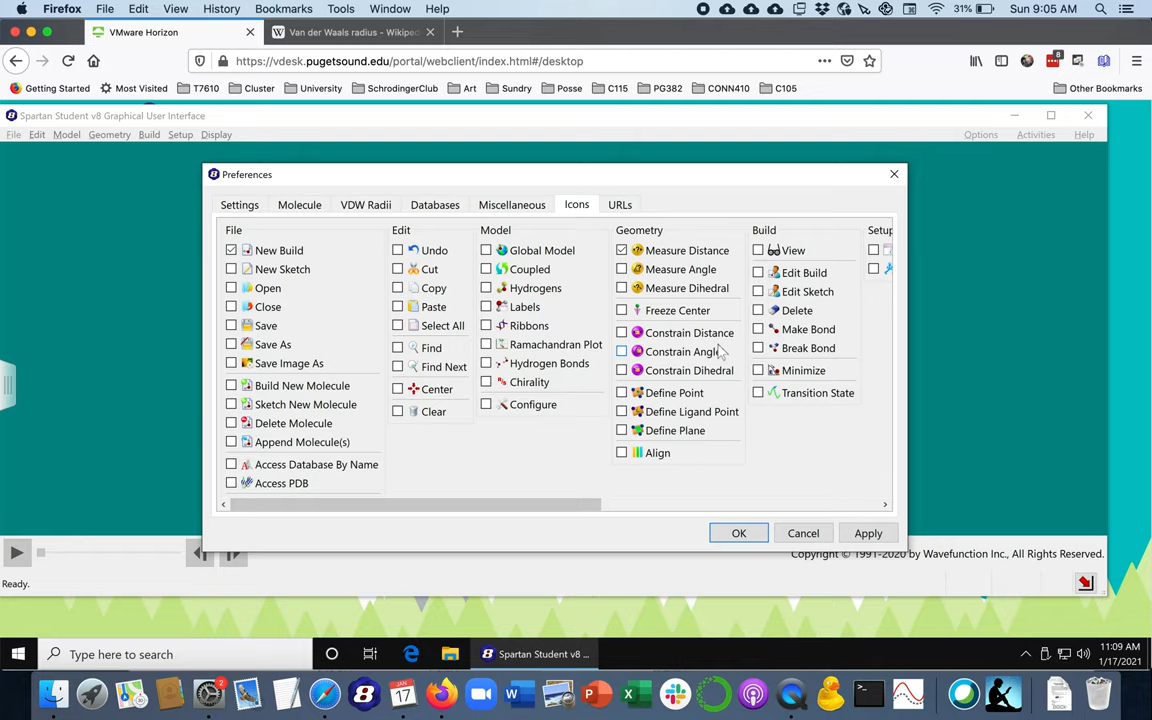 Firefox File Edit View History Bookmarks Tools Window Help 31% Sun 9:05 AM
VMware Horizon Van der Waals radius - Wikiped
https://vdesk.pugetsound.edu/portal/webclient/index.html#/desktop 8
Getting Started Most Visited T7610 Cluster University SchrodingerClub Art Sundry Posse C115 PG382 CONN410 C105 Other Bookmarks
Spartan Student v8 Graphical User Interface
File Edit Model Geometry Build Setup Display Options Activities Help
Preferences
Settings Molecule VDW Radii Databases Miscellaneous Icons URLs
File Edit Model Geometry Build Setup
New Build Undo Global Model Measure Distance View
New Sketch Cut Coupled Measure Angle Edit Build
Open Copy Hydrogens Measure Dihedral Edit Sketch
Close Paste Labels Freeze Center Delete
Save Select All Ribbons Constrain Distance Make Bond
Save As Find Ramachandran Plot Constrain Angle Break Bond
Save Image As Find Next Hydrogen Bonds Constrain Dihedral Minimize
Build New Molecule Center Chirality Define Point Transition State
Sketch New Molecule Clear Configure Define Ligand Point
Delete Molecule Define Plane
Append Molecule(s) Align
Access Database By Name
Access PDB
OK Cancel Apply
Copyright © 1991-2020 by Wavefunction Inc., All Rights Reserved.
Ready.
Type here to search Spartan Student v8 ... 11:09 AM
1/17/2021
2 JAN 17